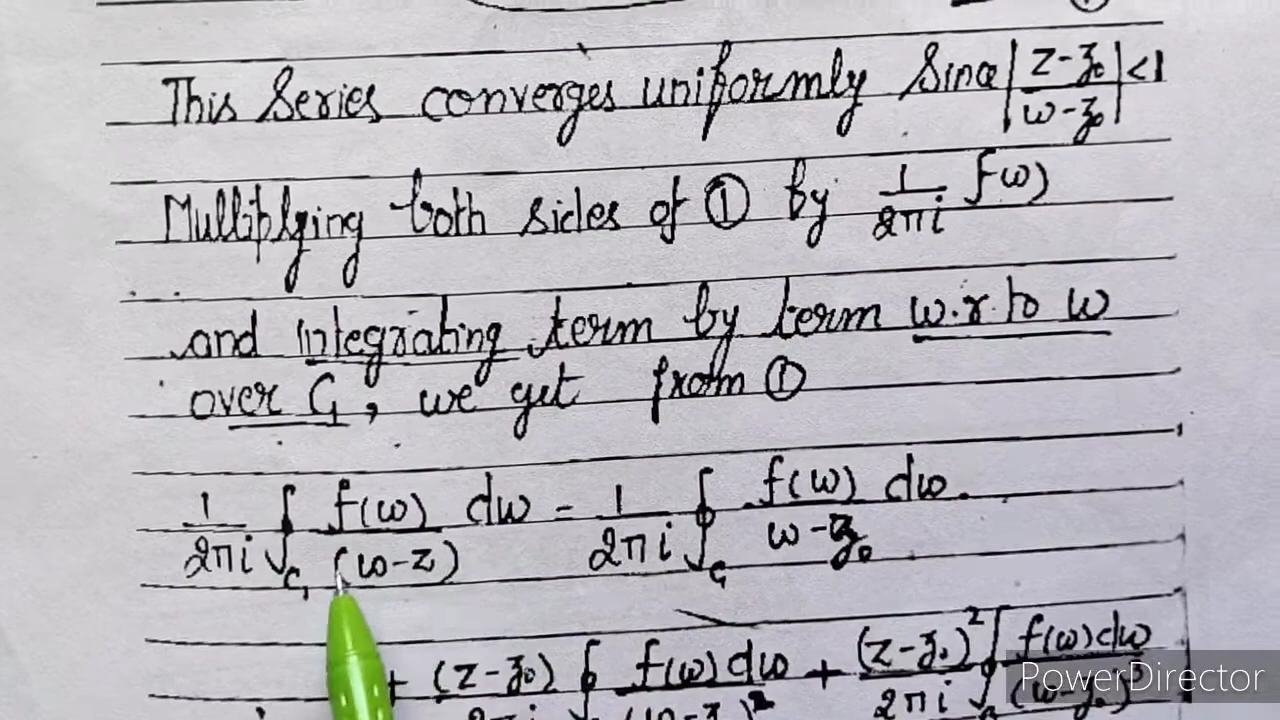 This Series converges uniformly Since |z-z₀/w-z₀|<1
Multiplying both sides of ① by 1/2πi f(w)
and integrating term by term w.r.to w
over C₁, we get from ①
1/2πi ∮C₁ f(w)/(w-z) dw = 1/2πi ∮C₁ f(w)/w-z₀ dw.
+ (z-z₀)/2πi ∮ f(w)dw/(w-z₀)² + (z-z₀)²/2πi ∮ f(w)dw/(w-z₀)³
PowerDirector